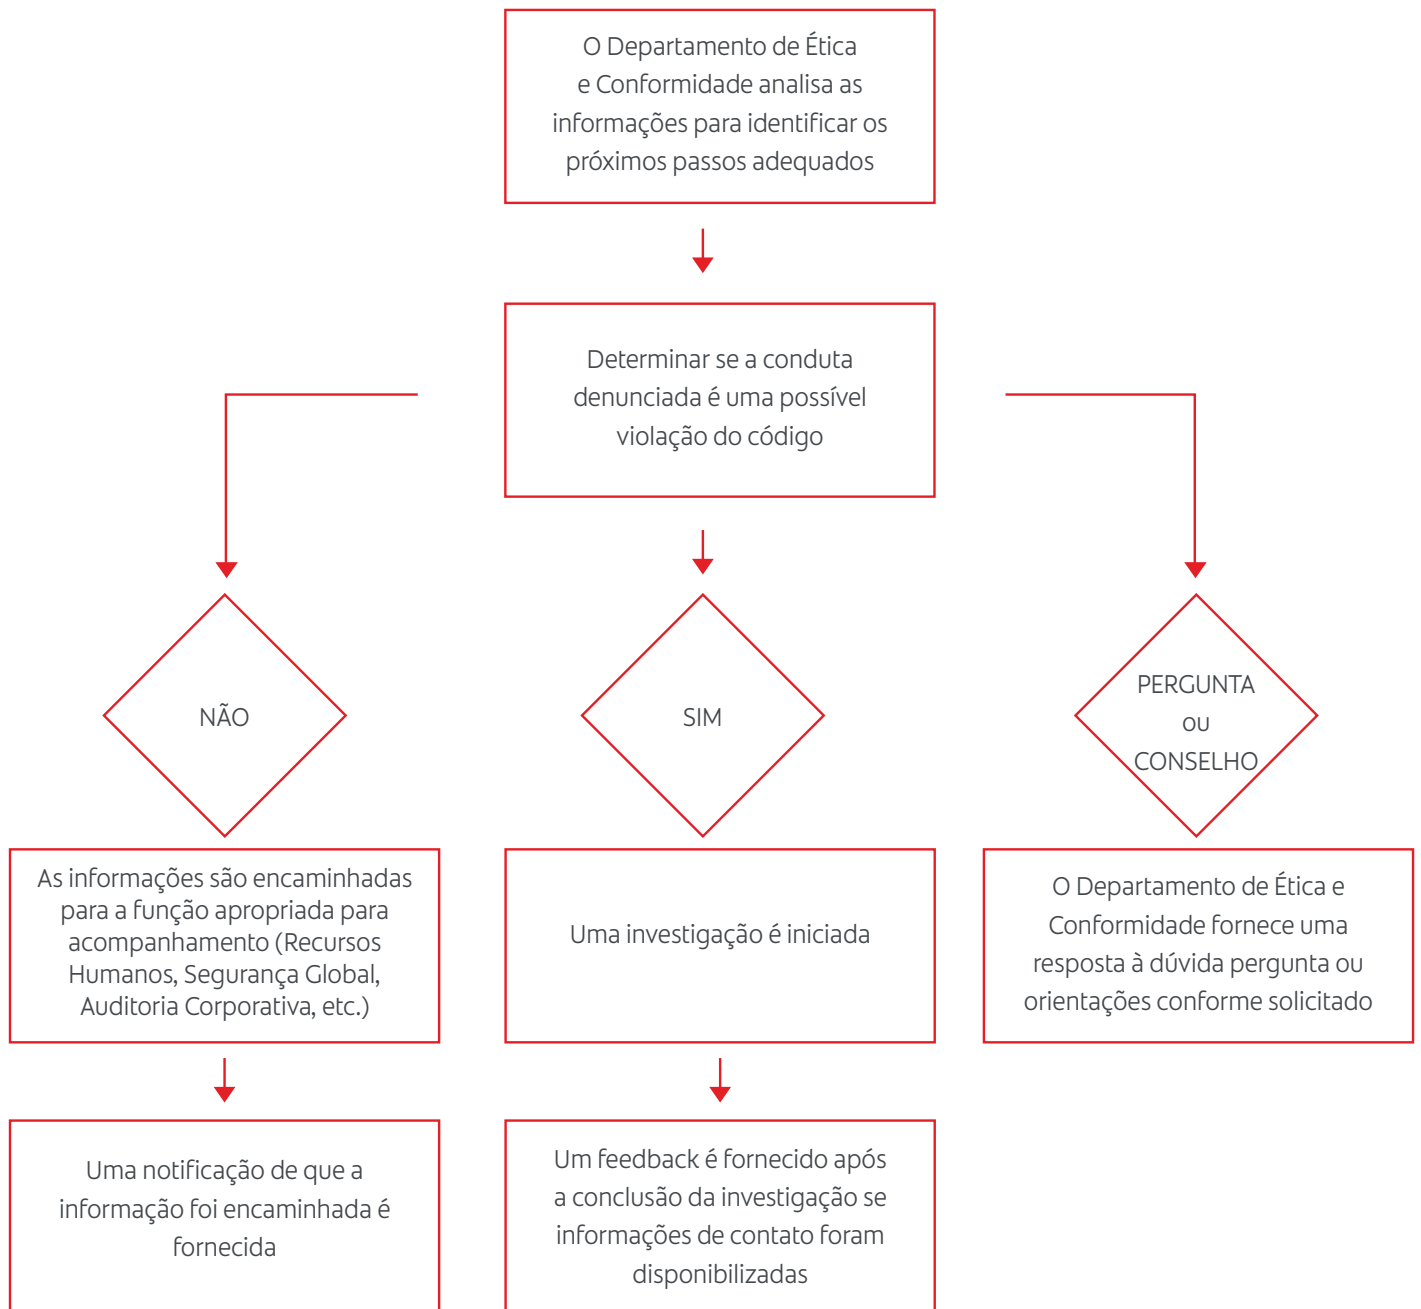 O Departamento de Ética
e Conformidade analisa as
informações para identificar os
próximos passos adequados
Determinar se a conduta
denunciada é uma possível
violação do código
NÃO
SIM
PERGUNTA
ou
CONSELHO
As informações são encaminhadas
para a função apropriada para
acompanhamento (Recursos
Humanos, Segurança Global,
Auditoria Corporativa, etc.)
Uma investigação é iniciada
O Departamento de Ética e
Conformidade fornece uma
resposta à dúvida pergunta ou
orientações conforme solicitado
Uma notificação de que a
informação foi encaminhada é
fornecida
Um feedback é fornecido após
a conclusão da investigação se
informações de contato foram
disponibilizadas